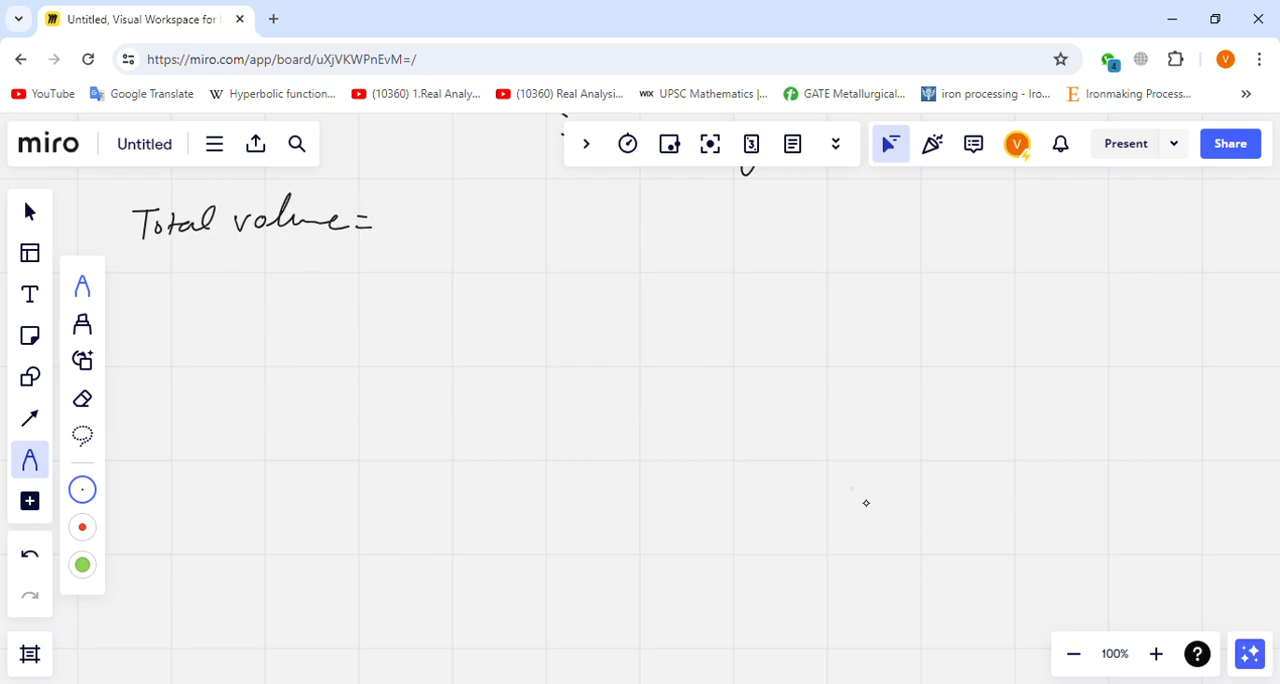 Untitled, Visual Workspace for
https://miro.com/app/board/uXjVKWPnEvM=/
YouTube Google Translate Hyperbolic function... (10360) 1.Real Analy... (10360) Real Analysi... WIX UPSC Mathematics |... GATE Metallurgical... iron processing - Iro... Ironmaking Process... »
miro Untitled 3 V Present Share
Total volume=
100% ?